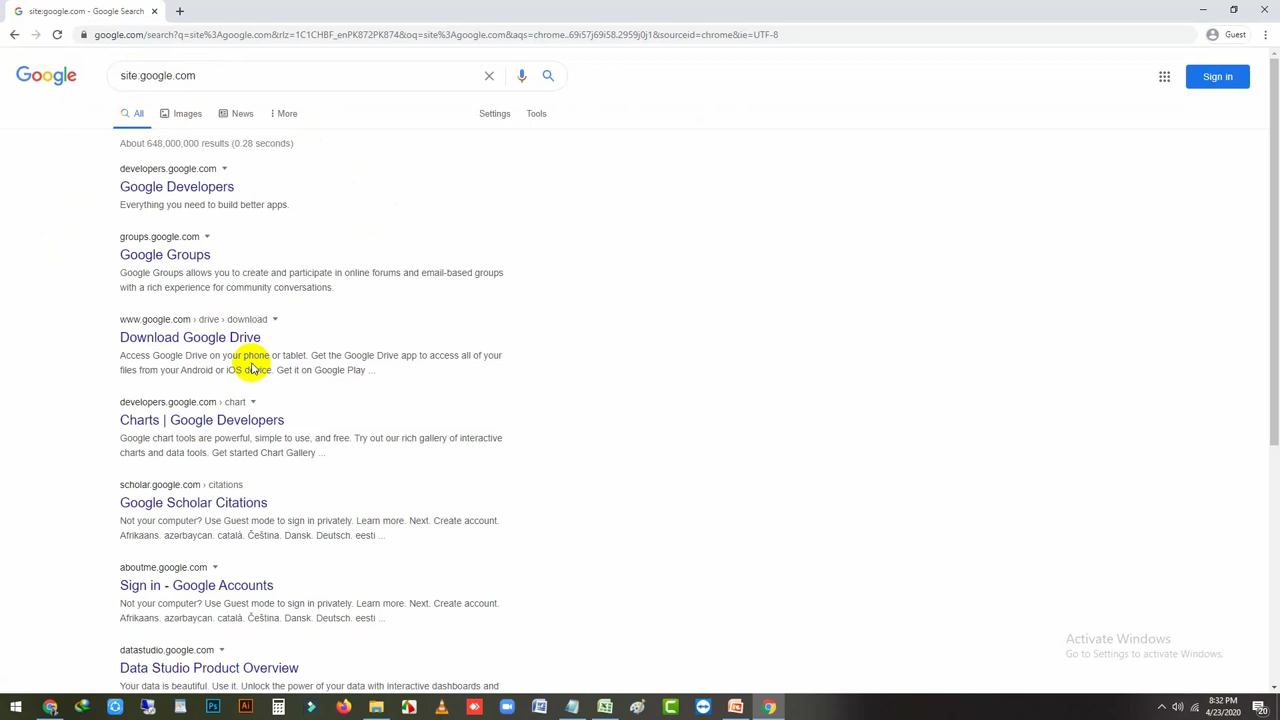 site:google.com - Google Search
google.com/search?q=site%3Agoogle.com&rlz=1C1CHBF_enPK872PK874&oq=site%3Agoogle.com&aqs=chrome..69i57j69i58.2959j0j1&sourceid=chrome&ie=UTF-8
Guest
Google
site:google.com
Sign in
All Images News More Settings Tools
About 648,000,000 results (0.28 seconds)
developers.google.com
Google Developers
Everything you need to build better apps.
groups.google.com
Google Groups
Google Groups allows you to create and participate in online forums and email-based groups
with a rich experience for community conversations.
www.google.com › drive › download
Download Google Drive
Access Google Drive on your phone or tablet. Get the Google Drive app to access all of your
files from your Android or iOS device. Get it on Google Play ...
developers.google.com › chart
Charts | Google Developers
Google chart tools are powerful, simple to use, and free. Try out our rich gallery of interactive
charts and data tools. Get started Chart Gallery ...
scholar.google.com › citations
Google Scholar Citations
Not your computer? Use Guest mode to sign in privately. Learn more. Next. Create account.
Afrikaans. azərbaycan. català. Čeština. Dansk. Deutsch. eesti ...
aboutme.google.com
Sign in - Google Accounts
Not your computer? Use Guest mode to sign in privately. Learn more. Next. Create account.
Afrikaans. azərbaycan. català. Čeština. Dansk. Deutsch. eesti ...
datastudio.google.com
Data Studio Product Overview
Your data is beautiful. Use it. Unlock the power of your data with interactive dashboards and
Activate Windows
Go to Settings to activate Windows.
Ps
Ai
8:32 PM
4/23/2020
20